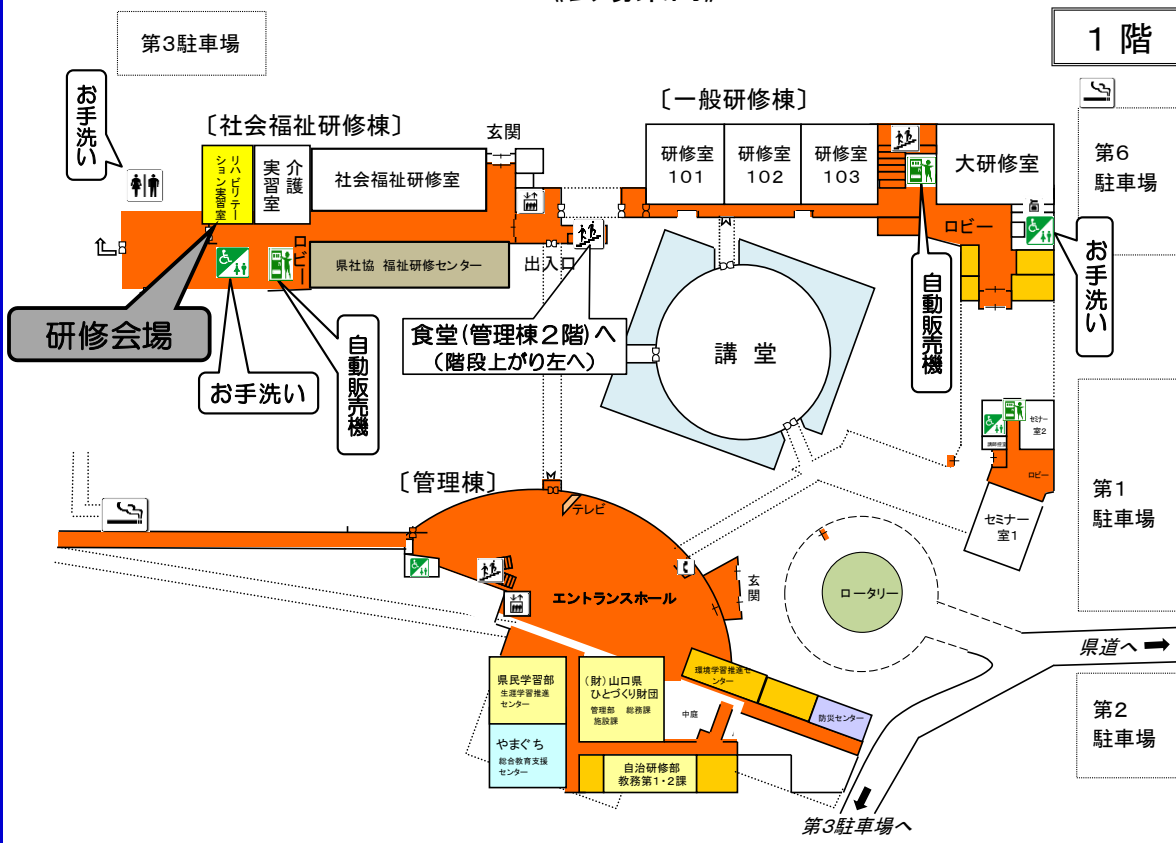 1 階
第3駐車場
お手洗い
〔社会福祉研修棟〕
玄関
〔一般研修棟〕
リハビリテー
ション実習室
介護
実習室
社会福祉研修室
研修室
101
研修室
102
研修室
103
大研修室
第6
駐車場
ロビー
ロビー
県社協 福祉研修センター
出入口
お手洗い
研修会場
お手洗い
自動販売機
食堂(管理棟2階)へ
(階段上がり左へ)
講 堂
自動販売機
セミナー
室2
ロビー
セミナー
室1
第1
駐車場
〔管理棟〕
テレビ
エントランスホール
玄関
ロータリー
県道へ
県民学習部
生涯学習推進
センター
(財)山口県
ひとづくり財団
管理部 総務課
施設課
環境学習推進セ
ンター
中庭
防災センター
第2
駐車場
やまぐち
総合教育支援
センター
自治研修部
教務第1・2課
第3駐車場へ